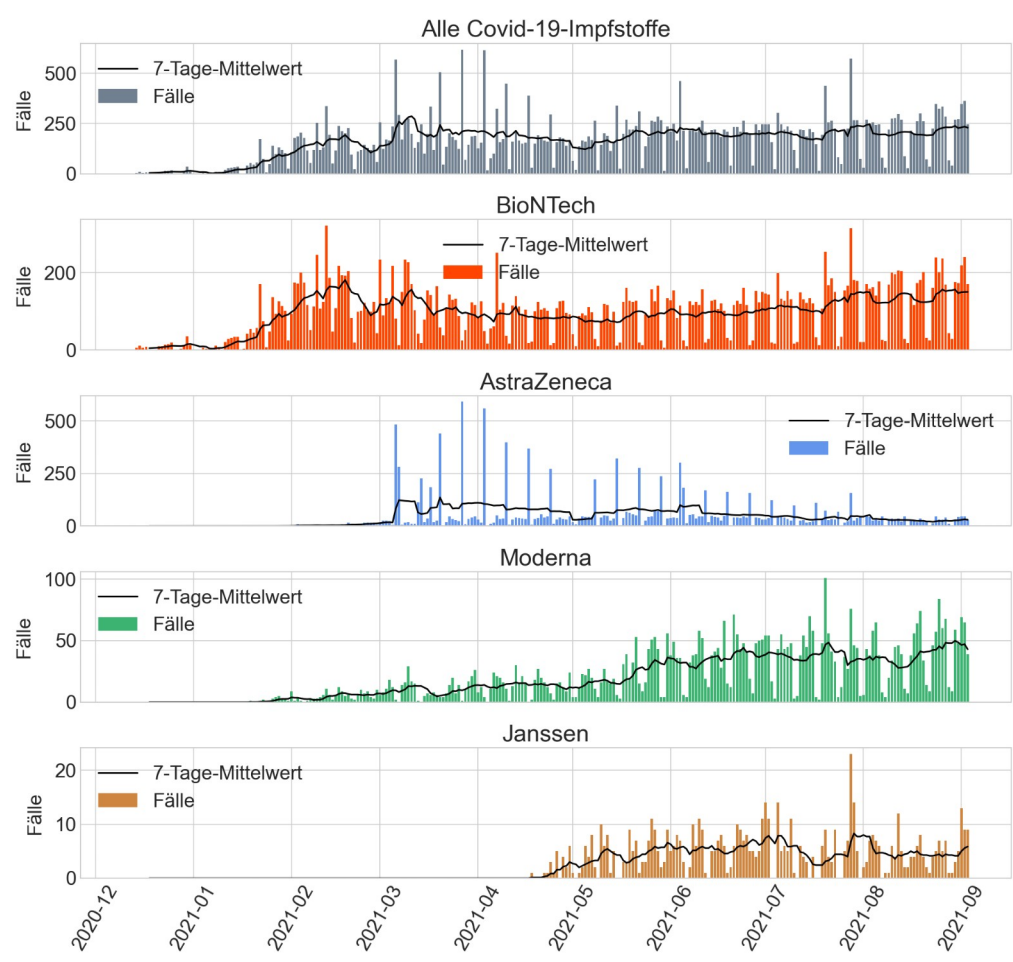 Alle Covid-19-Impfstoffe
Fälle
500
250
0
7-Tage-Mittelwert
Fälle
BioNTech
Fälle
200
0
7-Tage-Mittelwert
Fälle
AstraZeneca
Fälle
500
250
0
7-Tage-Mittelwert
Fälle
Moderna
Fälle
100
50
0
7-Tage-Mittelwert
Fälle
Janssen
Fälle
20
10
0
7-Tage-Mittelwert
Fälle
2020-12
2021-01
2021-02
2021-03
2021-04
2021-05
2021-06
2021-07
2021-08
2021-09